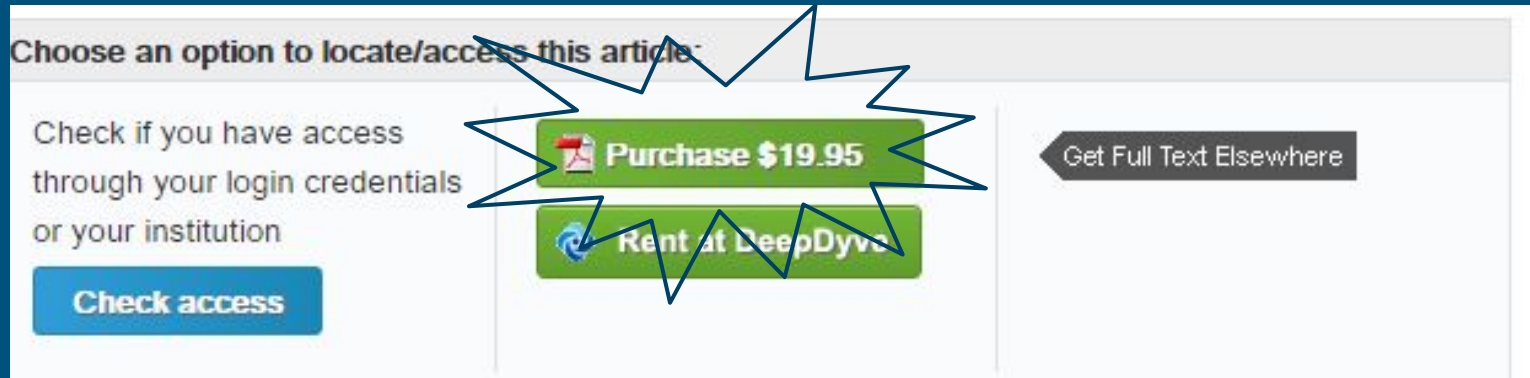 Choose an option to locate/access this article:
Check if you have access
through your login credentials
or your institution
Check access
Purchase $19.95
Rent at DeepDyve
Get Full Text Elsewhere